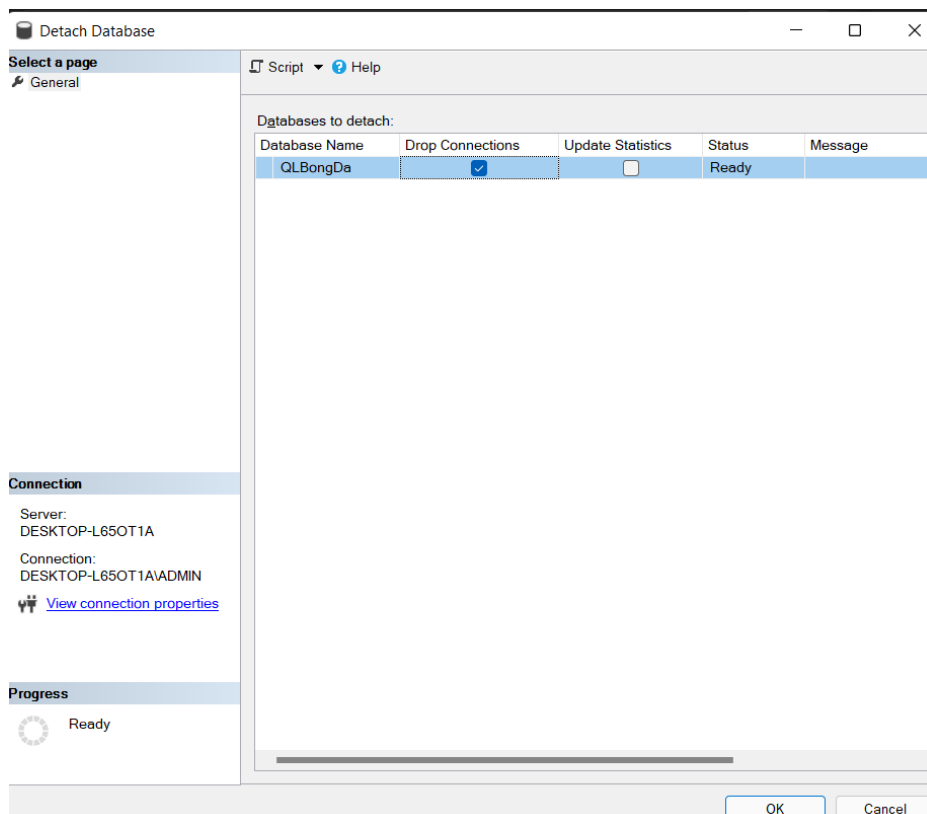 Detach Database
Select a page
General
Script Help
Databases to detach:
Database Name Drop Connections Update Statistics Status Message
QLBongDa Ready
Connection
Server:
DESKTOP-L65OT1A
Connection:
DESKTOP-L65OT1A\ADMIN
View connection properties
Progress
Ready
OK Cancel